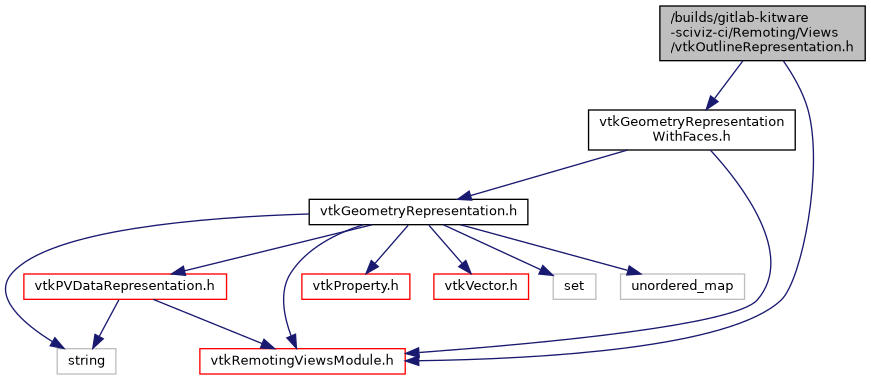 /builds/gitlab-kitware
-sciviz-ci/Remoting/Views
/vtkOutlineRepresentation.h
vtkGeometryRepresentation
WithFaces.h
vtkGeometryRepresentation.h
vtkPVDataRepresentation.h
vtkProperty.h
vtkVector.h
set
unordered_map
string
vtkRemotingViewsModule.h